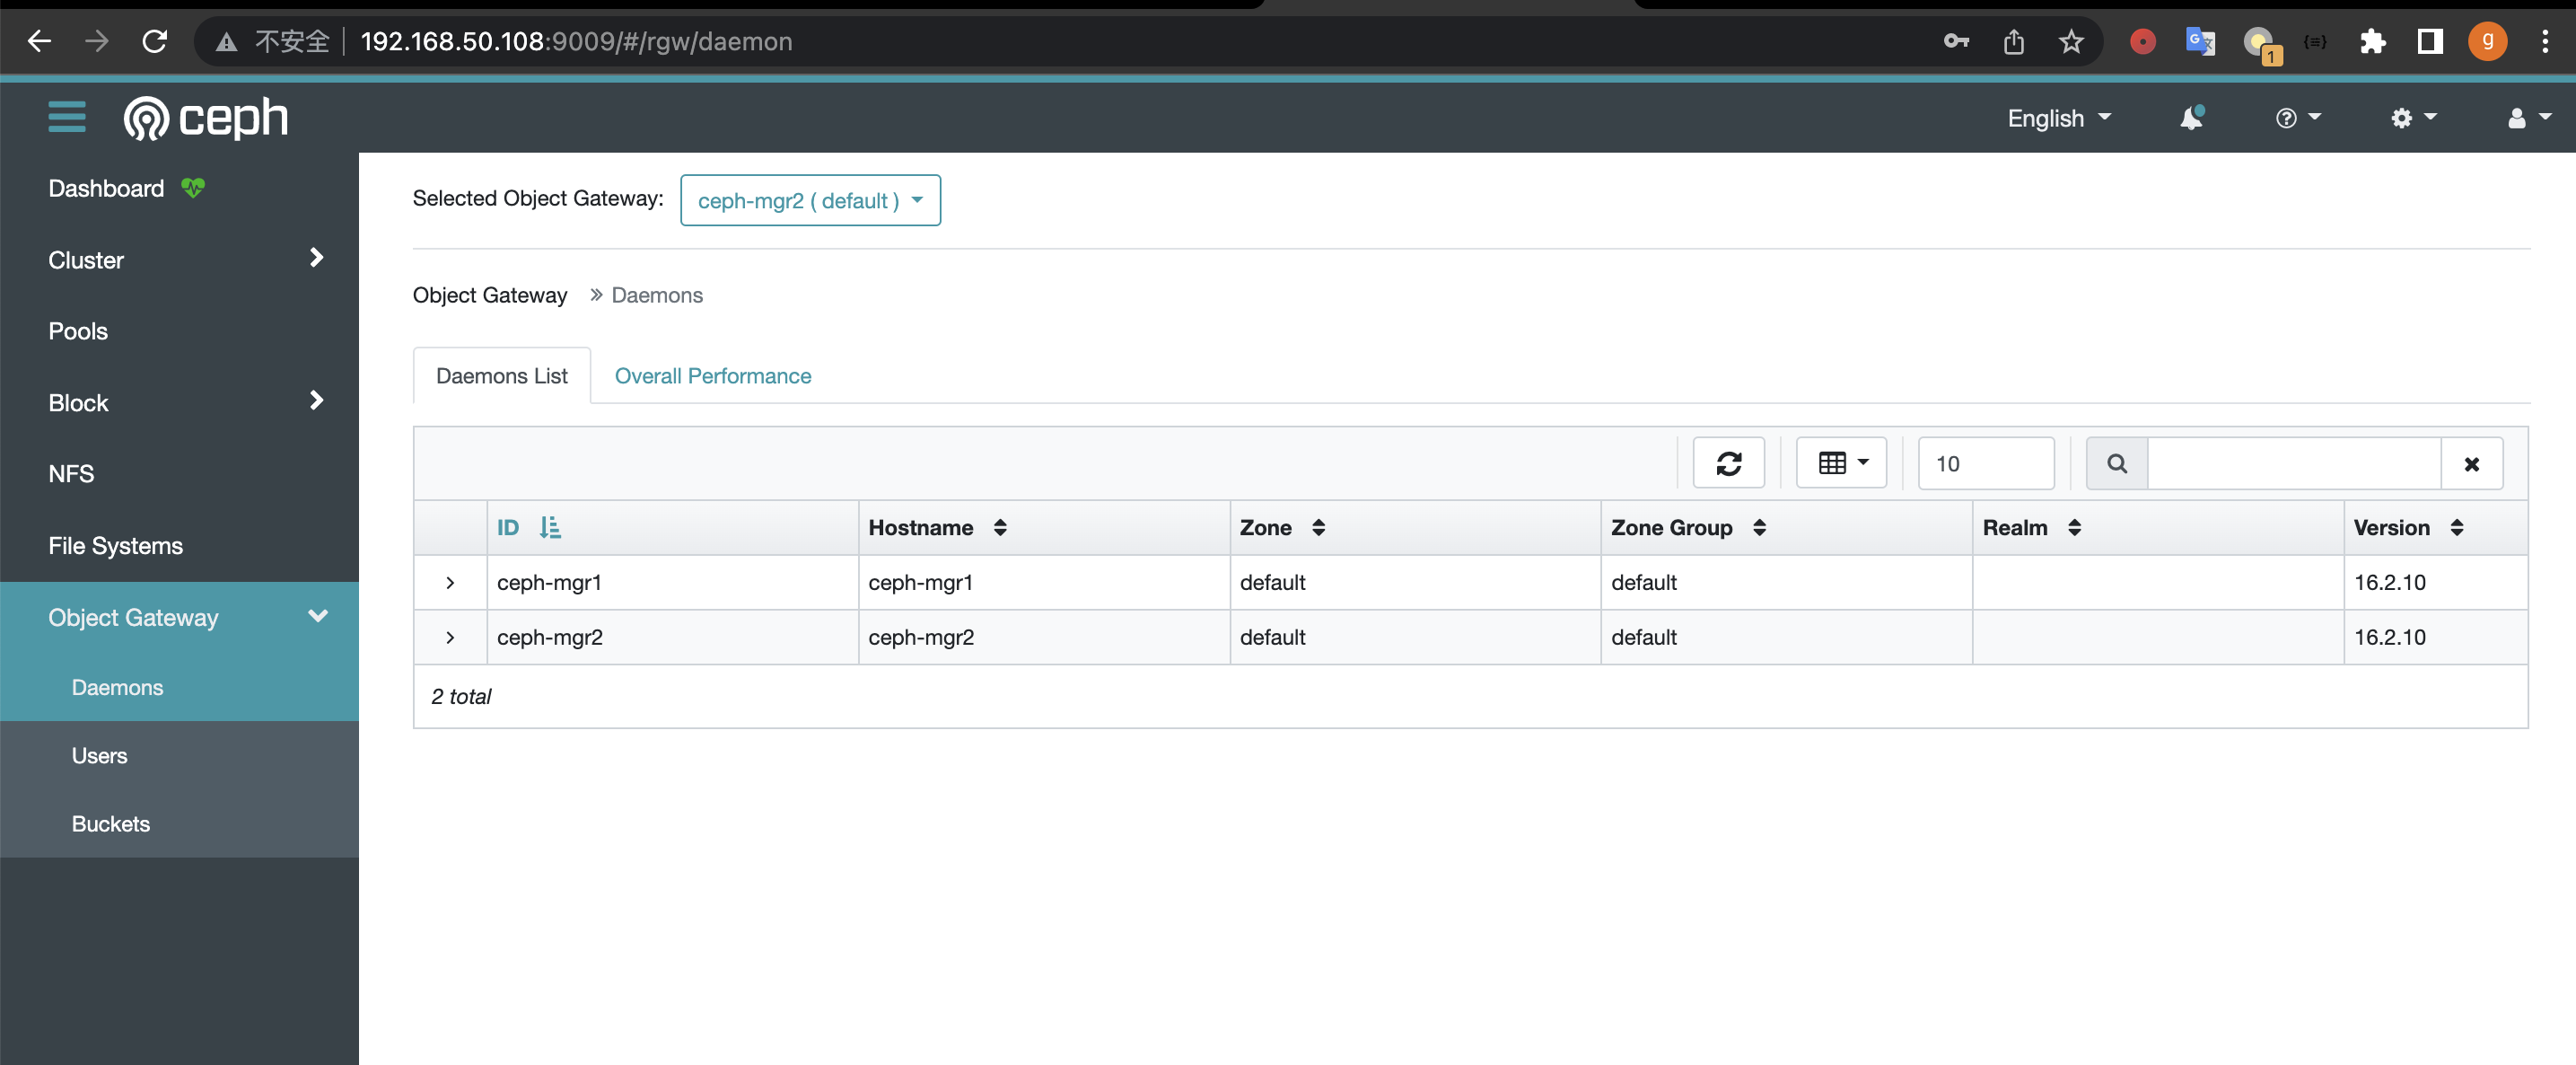 不安全 192.168.50.108:9009/#/rgw/daemon
1
g
ceph
English
Dashboard
Cluster
Pools
Block
NFS
File Systems
Object Gateway
Daemons
Users
Buckets
Selected Object Gateway: ceph-mgr2 ( default )
Object Gateway » Daemons
Daemons List Overall Performance
10
ID Hostname Zone Zone Group Realm Version
ceph-mgr1 ceph-mgr1 default default 16.2.10
ceph-mgr2 ceph-mgr2 default default 16.2.10
2 total